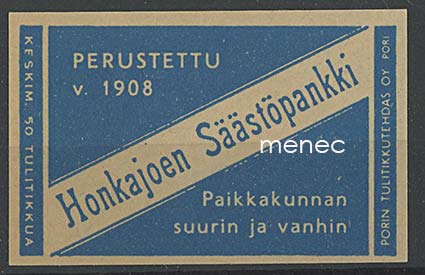 KESKIM. 50 TULITIKKUA
PERUSTETTU
v. 1908
Honkajoen Säästöpankki
menec
Paikkakunnan
suurin ja vanhin
PORIN TULITIKKUTEHDAS OY PORI